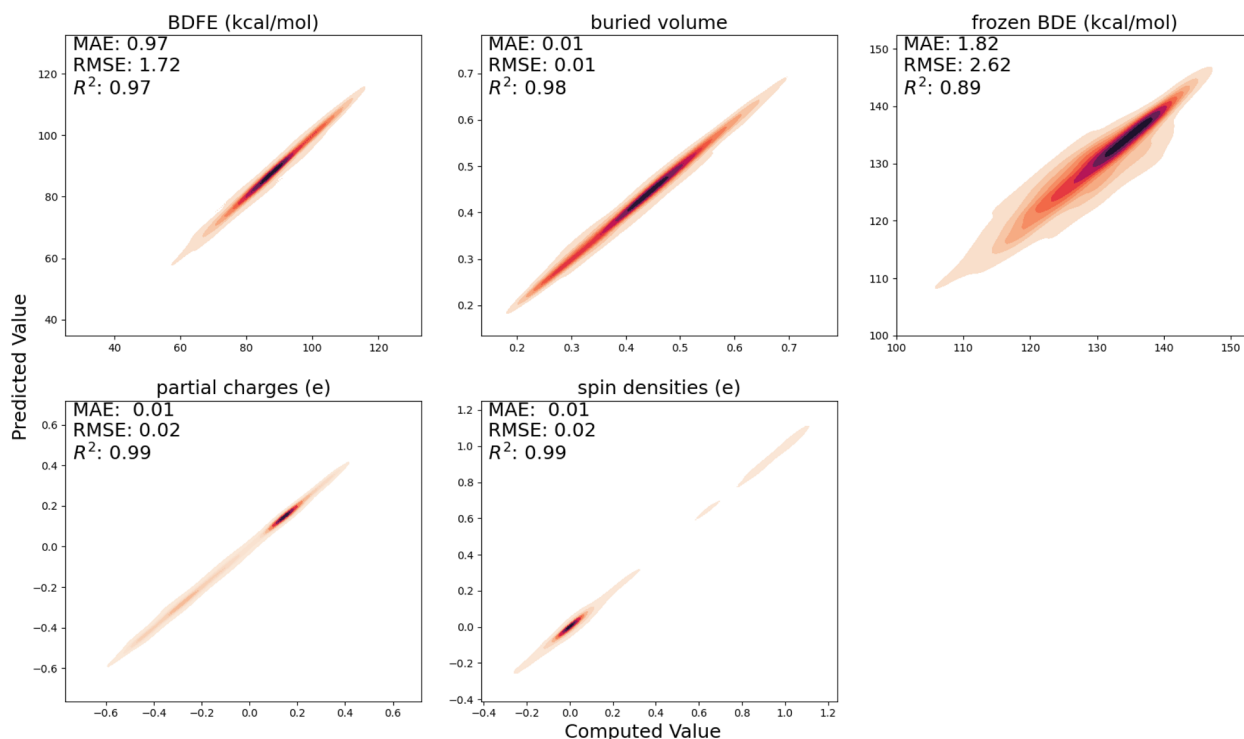 BDFE (kcal/mol)
MAE: 0.97
RMSE: 1.72
R²: 0.97
120
100
80
60
40
40 60 80 100 120
buried volume
MAE: 0.01
RMSE: 0.01
R²: 0.98
0.7
0.6
0.5
0.4
0.3
0.2
0.2 0.3 0.4 0.5 0.6 0.7
frozen BDE (kcal/mol)
MAE: 1.82
RMSE: 2.62
R²: 0.89
150
140
130
120
110
100
100 110 120 130 140 150
Predicted Value
partial charges (e)
MAE: 0.01
RMSE: 0.02
R²: 0.99
0.6
0.4
0.2
0.0
−0.2
−0.4
−0.6
−0.6 −0.4 −0.2 0.0 0.2 0.4 0.6
spin densities (e)
MAE: 0.01
RMSE: 0.02
R²: 0.99
1.2
1.0
0.8
0.6
0.4
0.2
0.0
−0.2
−0.4
−0.4 −0.2 0.0 0.2 0.4 0.6 0.8 1.0 1.2
Computed Value